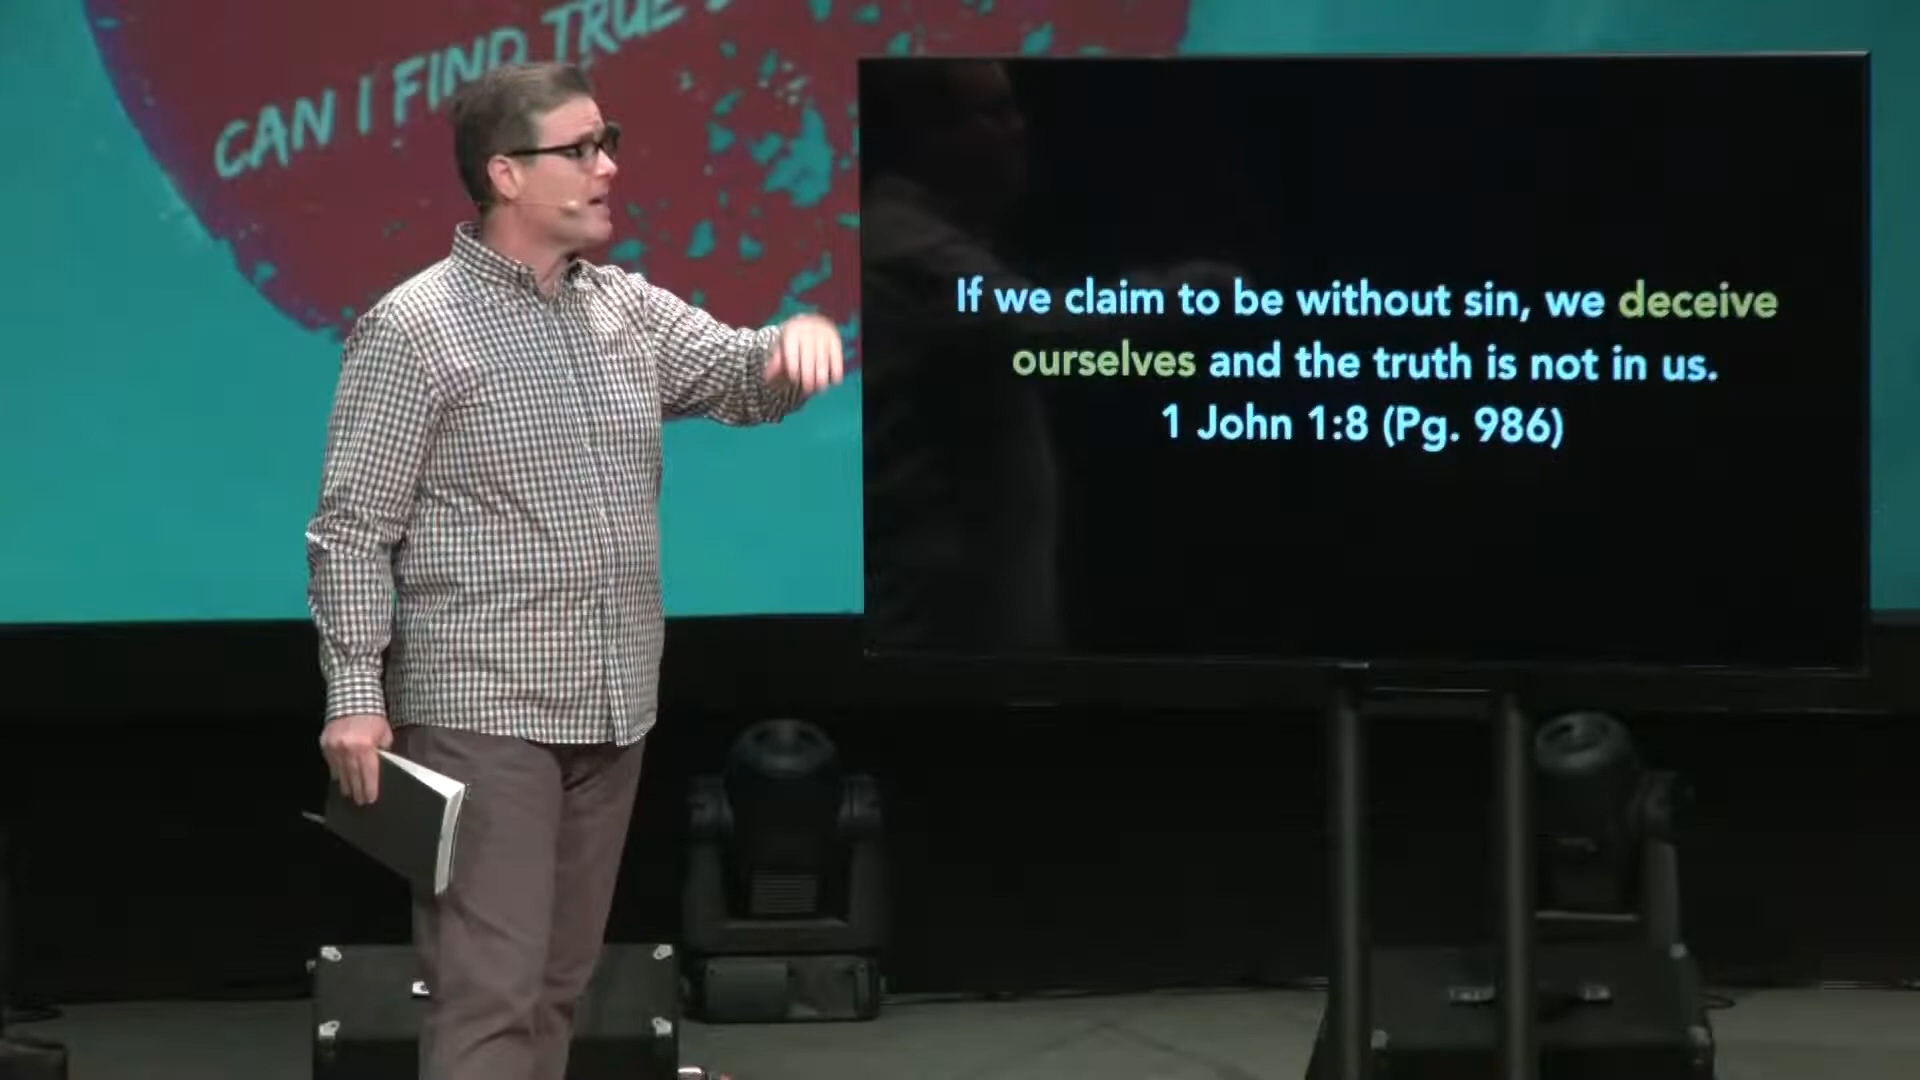 CAN I FIND TRUE
If we claim to be without sin, we deceive
ourselves and the truth is not in us.
1 John 1:8 (Pg. 986)